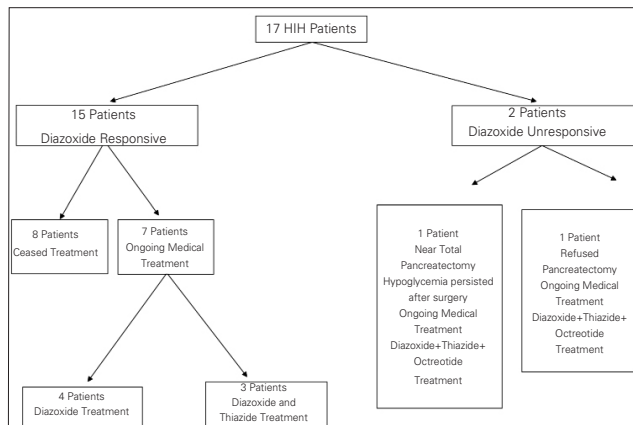 17 HIH Patients
15 Patients
Diazoxide Responsive
2 Patients
Diazoxide Unresponsive
8 Patients
Ceased Treatment
7 Patients
Ongoing Medical
Treatment
1 Patient
Near Total
Pancreatectomy
Hypoglycemia persisted
after surgery
Ongoing Medical
Treatment
Diazoxide+Thiazide+
Octreotide
Treatment
1 Patient
Refused
Pancreatectomy
Ongoing Medical
Treatment
Diazoxide+Thiazide+
Octreotide
Treatment
4 Patients
Diazoxide Treatment
3 Patients
Diazoxide and
Thiazide Treatment